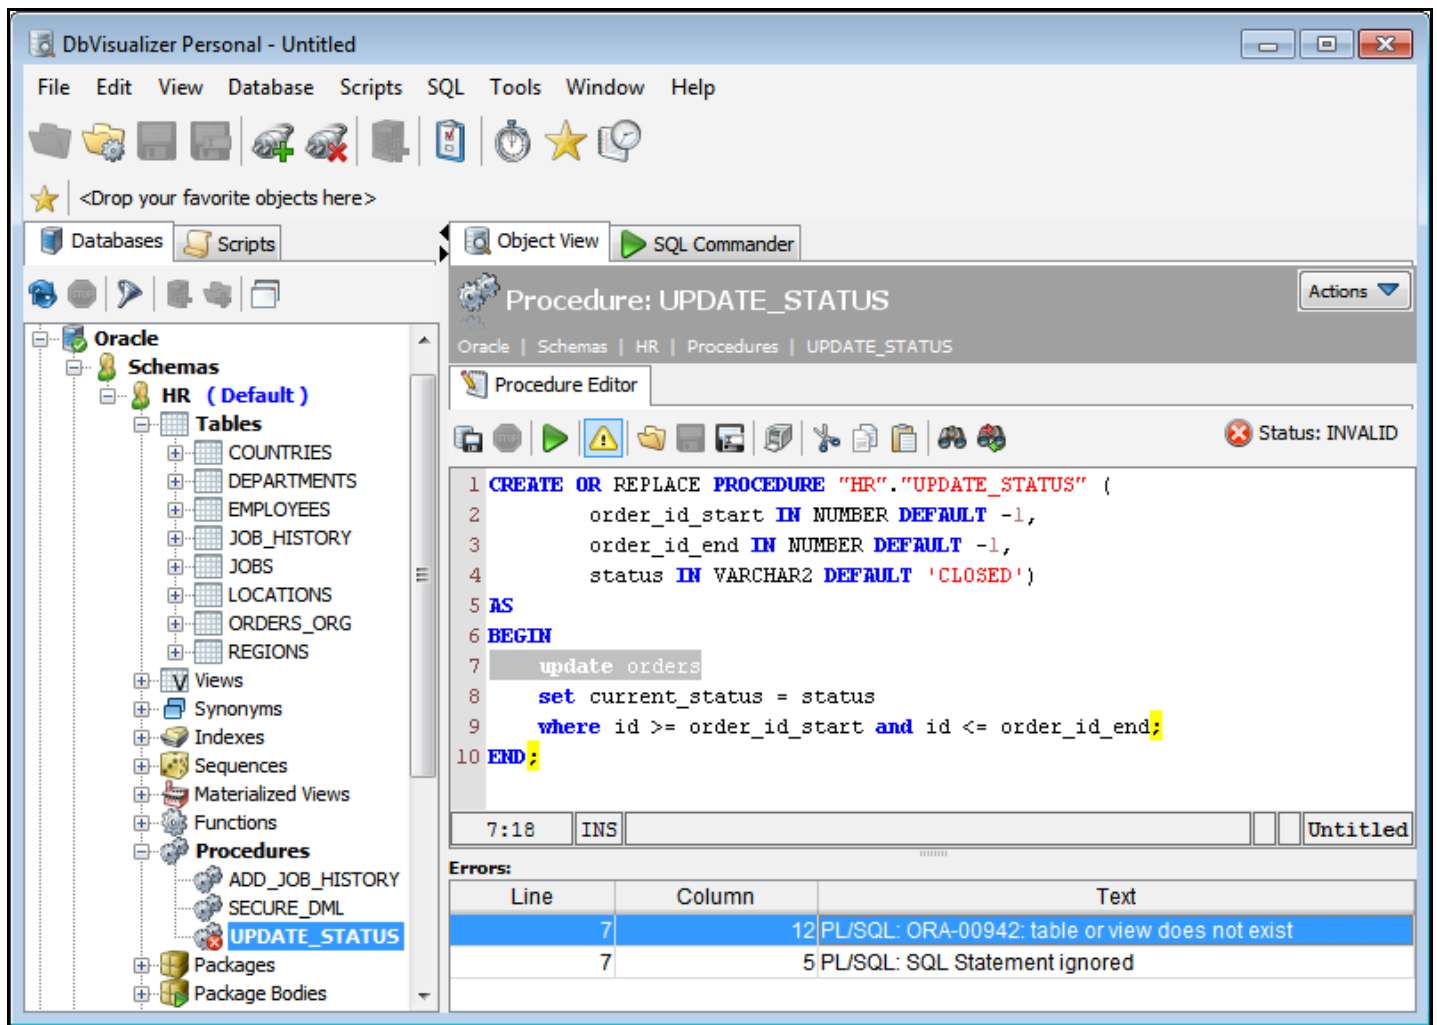 DbVisualizer Personal - Untitled
File Edit View Database Scripts SQL Tools Window Help
<Drop your favorite objects here>
Databases Scripts
Object View SQL Commander
STOP
Procedure: UPDATE_STATUS
Actions
Oracle | Schemas | HR | Procedures | UPDATE_STATUS
Procedure Editor
STOP
Status: INVALID
Oracle
Schemas
HR ( Default )
Tables
COUNTRIES
DEPARTMENTS
EMPLOYEES
JOB_HISTORY
JOBS
LOCATIONS
ORDERS_ORG
REGIONS
Views
Synonyms
Indexes
Sequences
Materialized Views
Functions
Procedures
ADD_JOB_HISTORY
SECURE_DML
UPDATE_STATUS
Packages
Package Bodies
1 CREATE OR REPLACE PROCEDURE "HR"."UPDATE_STATUS" (
2 order_id_start IN NUMBER DEFAULT -1,
3 order_id_end IN NUMBER DEFAULT -1,
4 status IN VARCHAR2 DEFAULT 'CLOSED')
5 AS
6 BEGIN
7 update orders
8 set current_status = status
9 where id >= order_id_start and id <= order_id_end;
10 END;
7:18 INS Untitled
Errors:
Line Column Text
7 12 PL/SQL: ORA-00942: table or view does not exist
7 5 PL/SQL: SQL Statement ignored